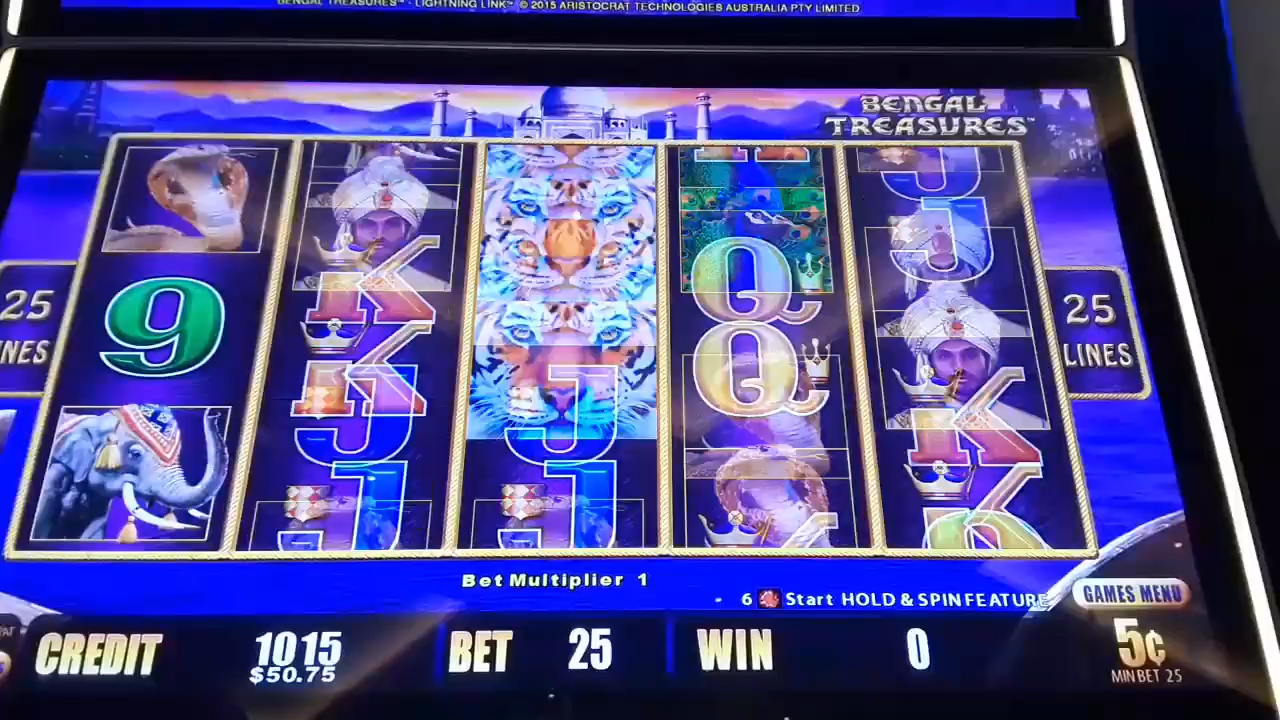 BENGAL TREASURES™ - LIGHTNING LINK™ © 2015 ARISTOCRAT TECHNOLOGIES AUSTRALIA PTY LIMITED
BENGAL
TREASURES™
J
J
K
Q
9
25
LINES
25
K
Q
K
J
J
K
J
J
Bet Multiplier 1
6 Start HOLD & SPIN FEATURE
GAMES MENU
CREDIT 1015 BET 25 WIN 0 5¢
$50.75
MIN BET 25